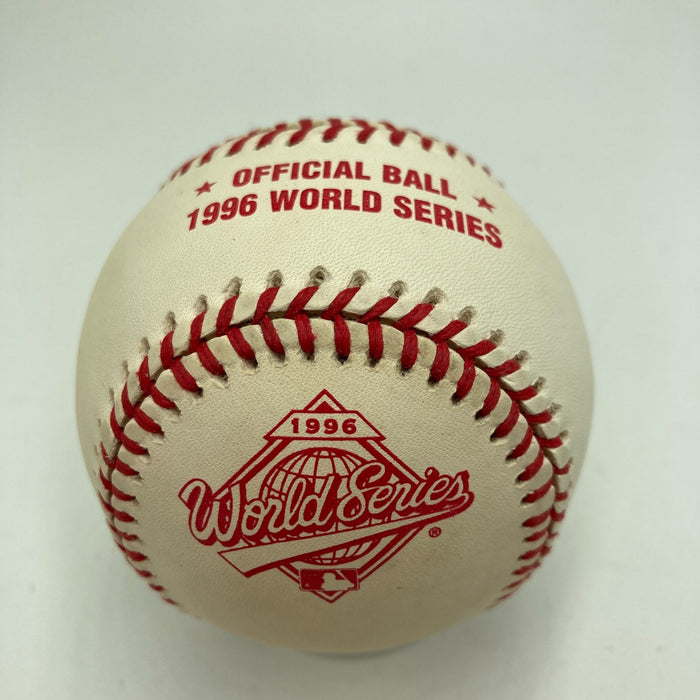 ★ OFFICIAL BALL ★
1996 WORLD SERIES
1996
World Series
®